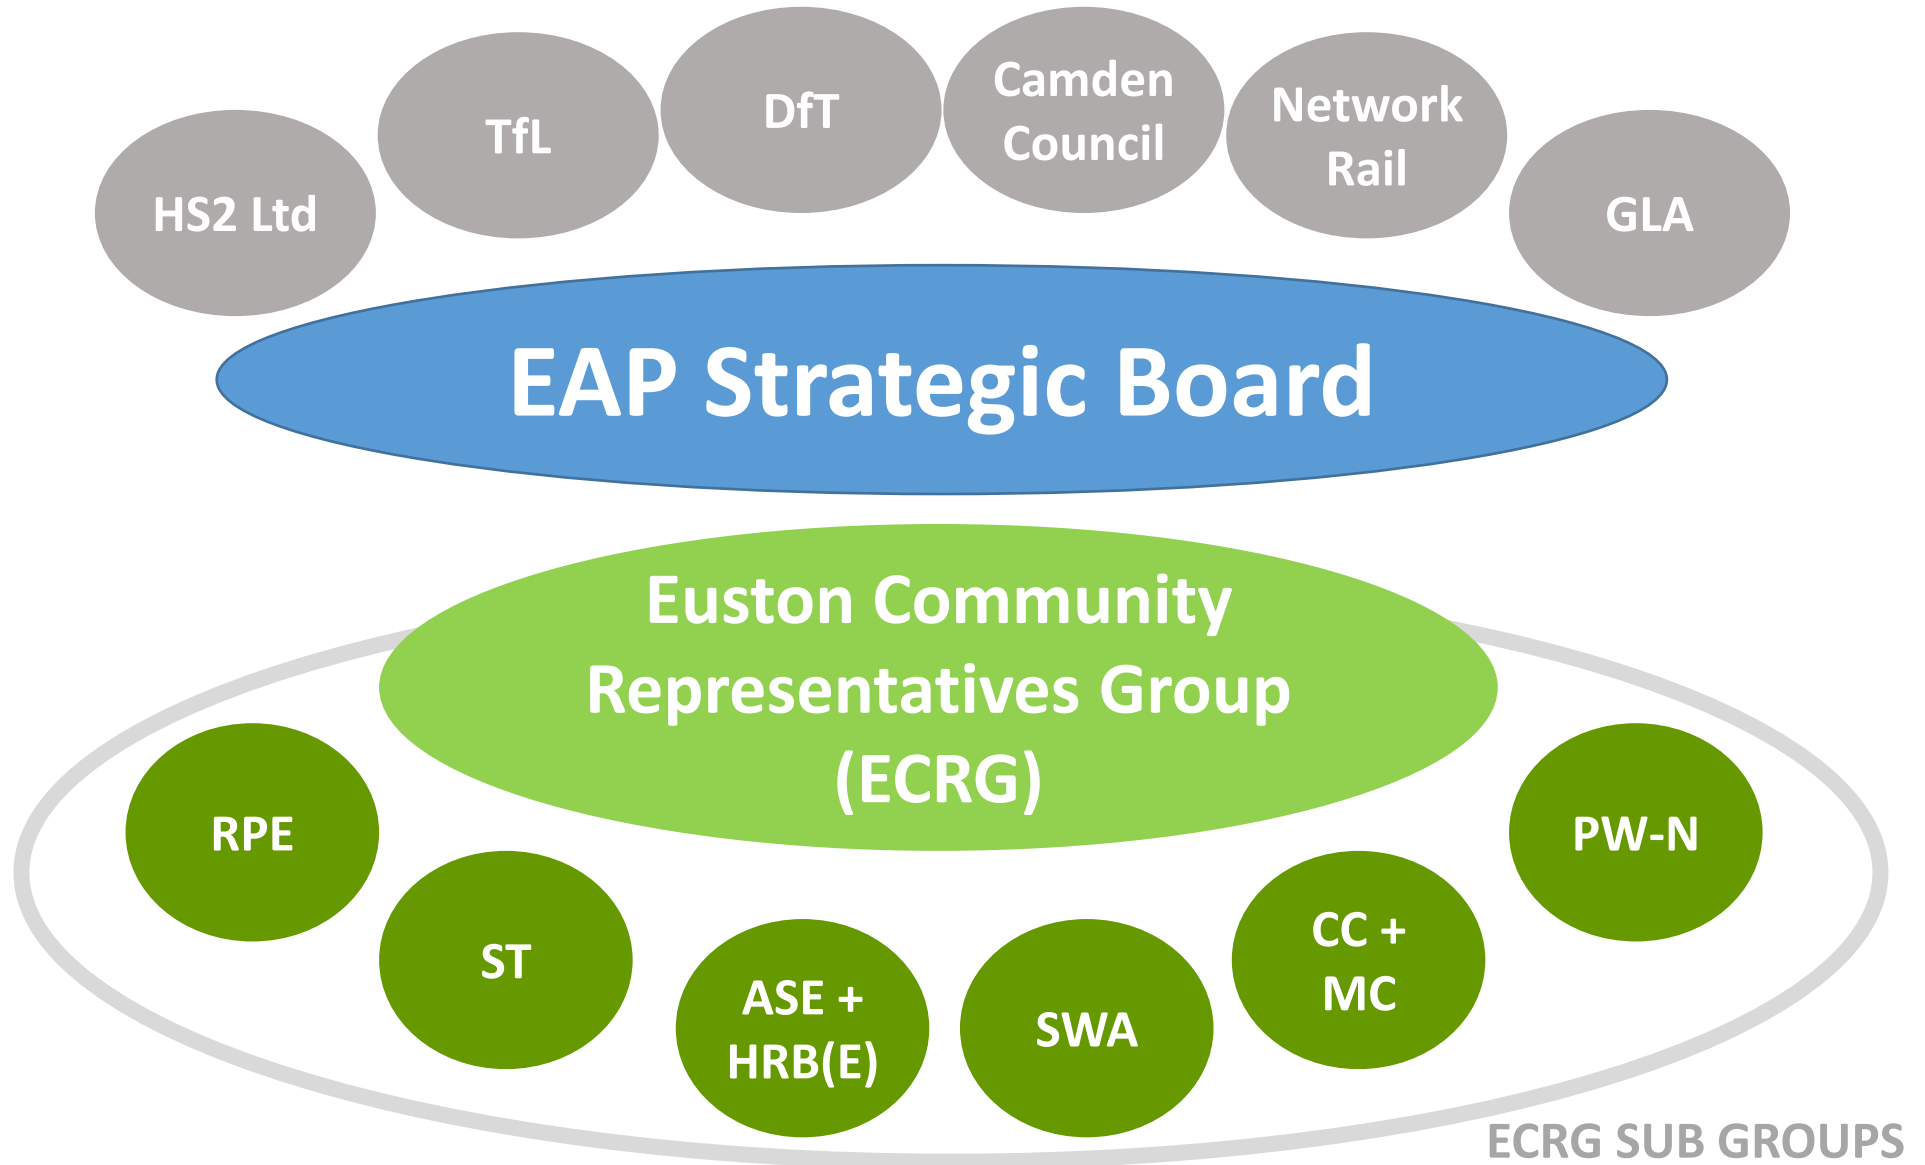 HS2 Ltd
TfL
DfT
Camden
Council
Network
Rail
GLA
EAP Strategic Board
Euston Community
Representatives Group
(ECRG)
RPE
ST
ASE +
HRB(E)
SWA
CC +
MC
PW-N
ECRG SUB GROUPS